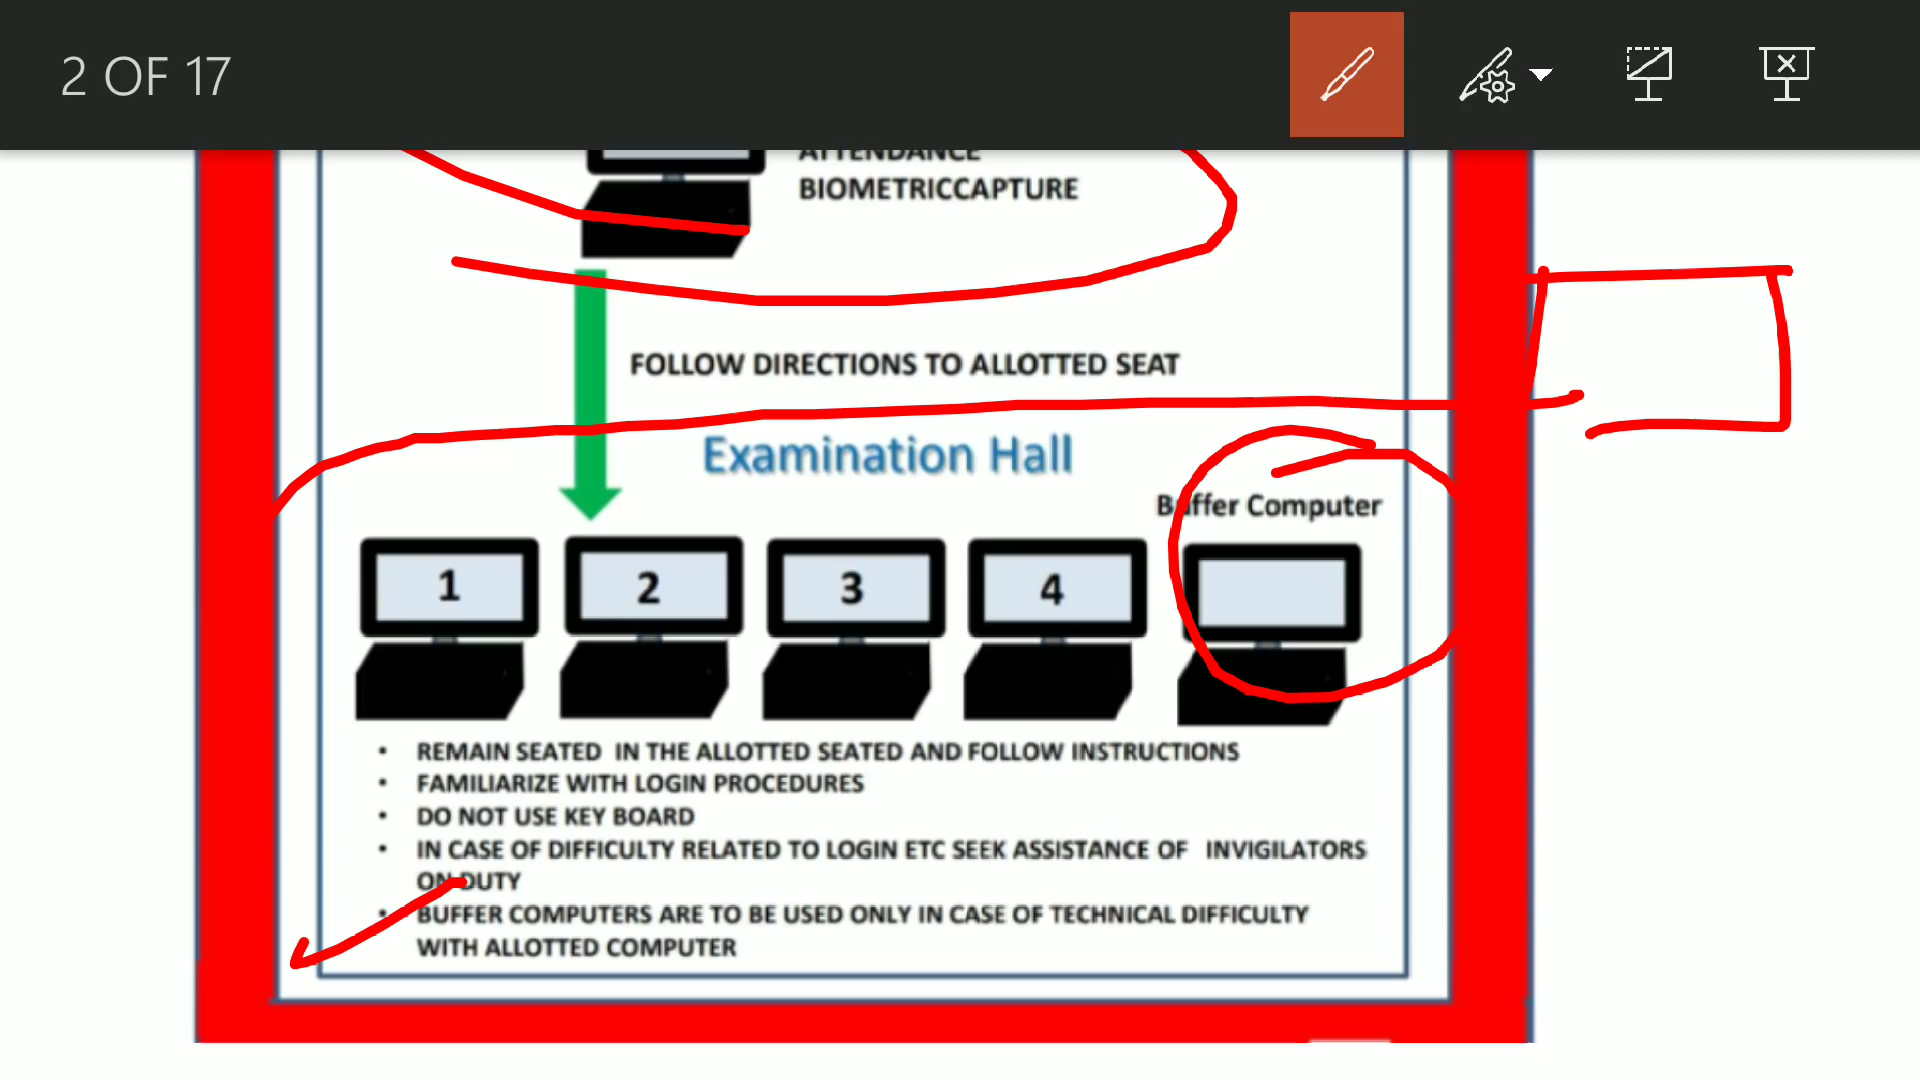 2 OF 17
ATTENDANCE
BIOMETRICCAPTURE
FOLLOW DIRECTIONS TO ALLOTTED SEAT
Examination Hall
Buffer Computer
1 2 3 4
• REMAIN SEATED IN THE ALLOTTED SEATED AND FOLLOW INSTRUCTIONS
• FAMILIARIZE WITH LOGIN PROCEDURES
• DO NOT USE KEY BOARD
• IN CASE OF DIFFICULTY RELATED TO LOGIN ETC SEEK ASSISTANCE OF INVIGILATORS
ON DUTY
• BUFFER COMPUTERS ARE TO BE USED ONLY IN CASE OF TECHNICAL DIFFICULTY
WITH ALLOTTED COMPUTER